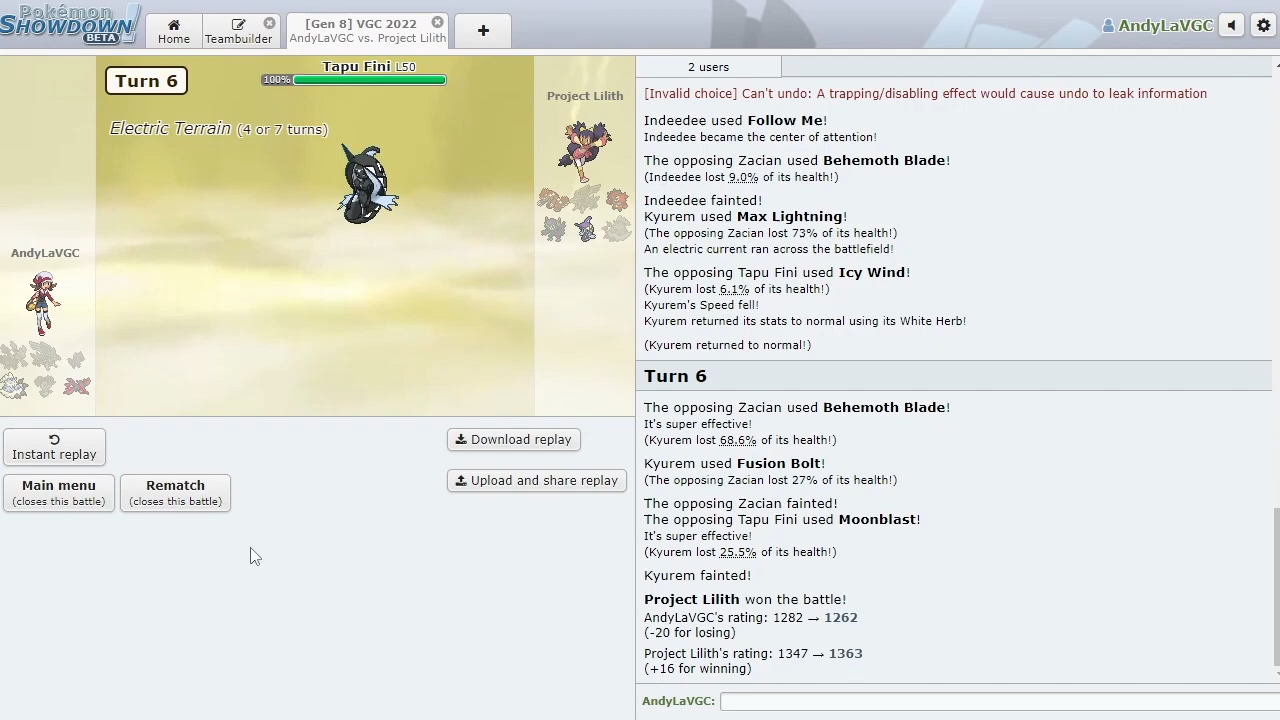 Pokémon
SHOWDOWN!
BETA
Home
Teambuilder
[Gen 8] VGC 2022
AndyLaVGC vs. Project Lilith
+
AndyLaVGC
Turn 6
Tapu Fini L50
100%
Electric Terrain (4 or 7 turns)
Project Lilith
AndyLaVGC
Instant replay
Download replay
Upload and share replay
Main menu
(closes this battle)
Rematch
(closes this battle)
2 users
[Invalid choice] Can't undo: A trapping/disabling effect would cause undo to leak information
Indeedee used Follow Me!
Indeedee became the center of attention!
The opposing Zacian used Behemoth Blade!
(Indeedee lost 9.0% of its health!)
Indeedee fainted!
Kyurem used Max Lightning!
(The opposing Zacian lost 73% of its health!)
An electric current ran across the battlefield!
The opposing Tapu Fini used Icy Wind!
(Kyurem lost 6.1% of its health!)
Kyurem's Speed fell!
Kyurem returned its stats to normal using its White Herb!
(Kyurem returned to normal!)
Turn 6
The opposing Zacian used Behemoth Blade!
It's super effective!
(Kyurem lost 68.6% of its health!)
Kyurem used Fusion Bolt!
(The opposing Zacian lost 27% of its health!)
The opposing Zacian fainted!
The opposing Tapu Fini used Moonblast!
It's super effective!
(Kyurem lost 25.5% of its health!)
Kyurem fainted!
Project Lilith won the battle!
AndyLaVGC's rating: 1282 → 1262
(-20 for losing)
Project Lilith's rating: 1347 → 1363
(+16 for winning)
AndyLaVGC: